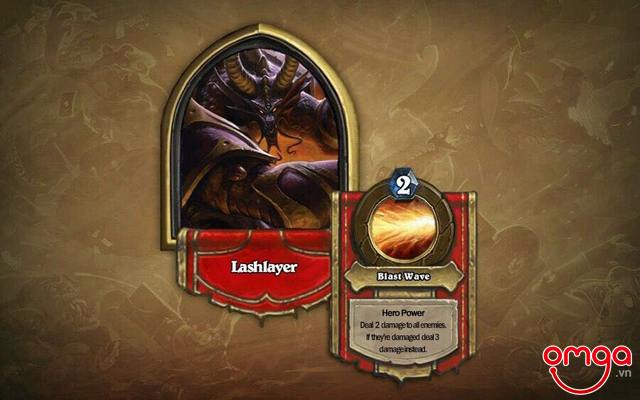 Lashlayer
2
Blast Wave
Hero Power
Deal 2 damage to all enemies.
If they're damaged deal 3
damage instead.
omga
.vn